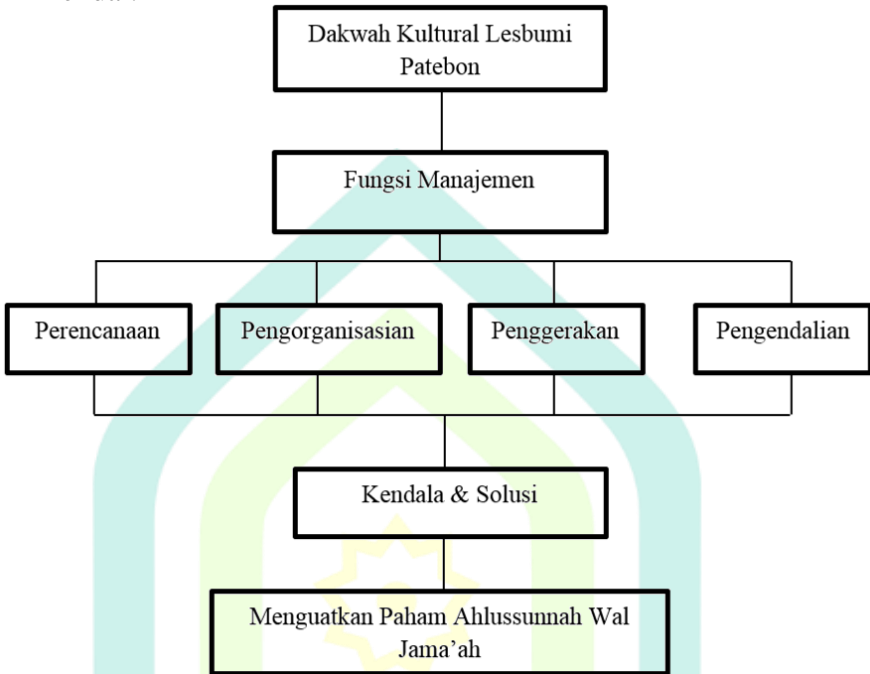 Dakwah Kultural Lesbumi
Patebon
Fungsi Manajemen
Perencanaan
Pengorganisasian
Penggerakan
Pengendalian
Kendala & Solusi
Menguatkan Paham Ahlussunnah Wal
Jama’ah